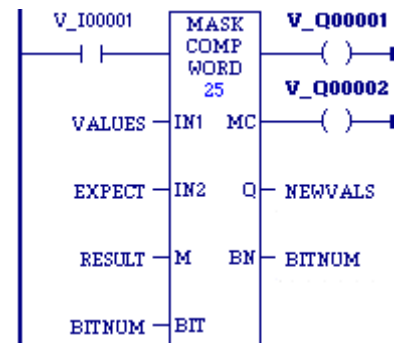 V_I00001 MASK V_Q00001
COMP
WORD
25 V_Q00002
VALUES IN1 MC
EXPECT IN2 Q NEWVALS
RESULT M BN BITNUM
BITNUM BIT